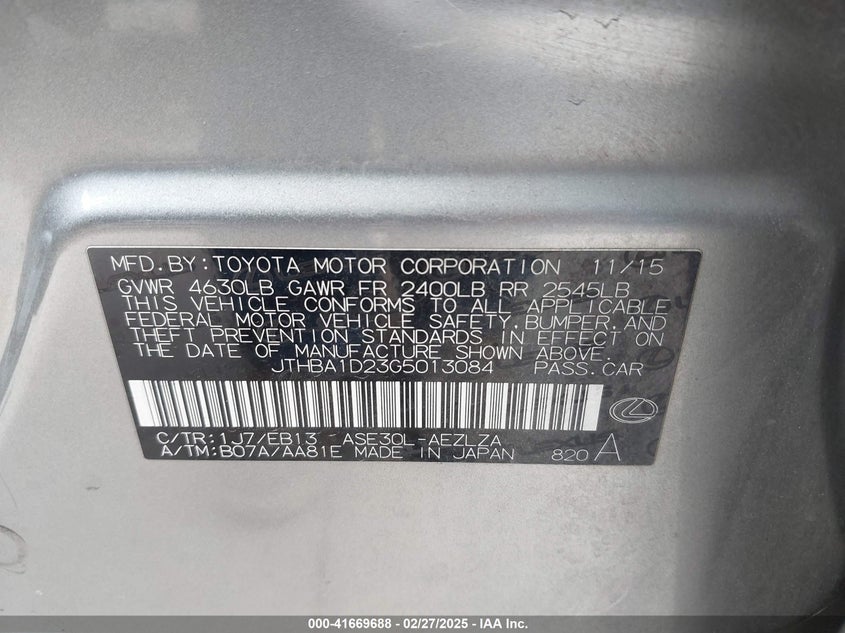 MFD.BY:TOYOTA MOTOR CORPORATION 11/15
GVWR 4630LB GAWR FR 2400LB RR 2545LB
THIS VEHICLE CONFORMS TO ALL APPLICABLE
FEDERAL MOTOR VEHICLE SAFETY,BUMPER,AND
THEFT PREVENTION STANDARDS IN EFFECT ON
THE DATE OF MANUFACTURE SHOWN ABOVE.
JTHBA1D23G5013084 PASS.CAR
C/TR:1J7/EB13 ASE30L-AEZLZA
A/TM:B07A/AA81E MADE IN JAPAN 820 A
000-41669688 / 02/27/2025 - IAA Inc.